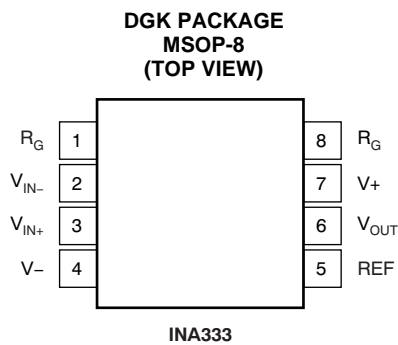 DGK PACKAGE
MSOP-8
(TOP VIEW)
RG 1 8 RG
VIN− 2 7 V+
VIN+ 3 6 VOUT
V− 4 5 REF
INA333